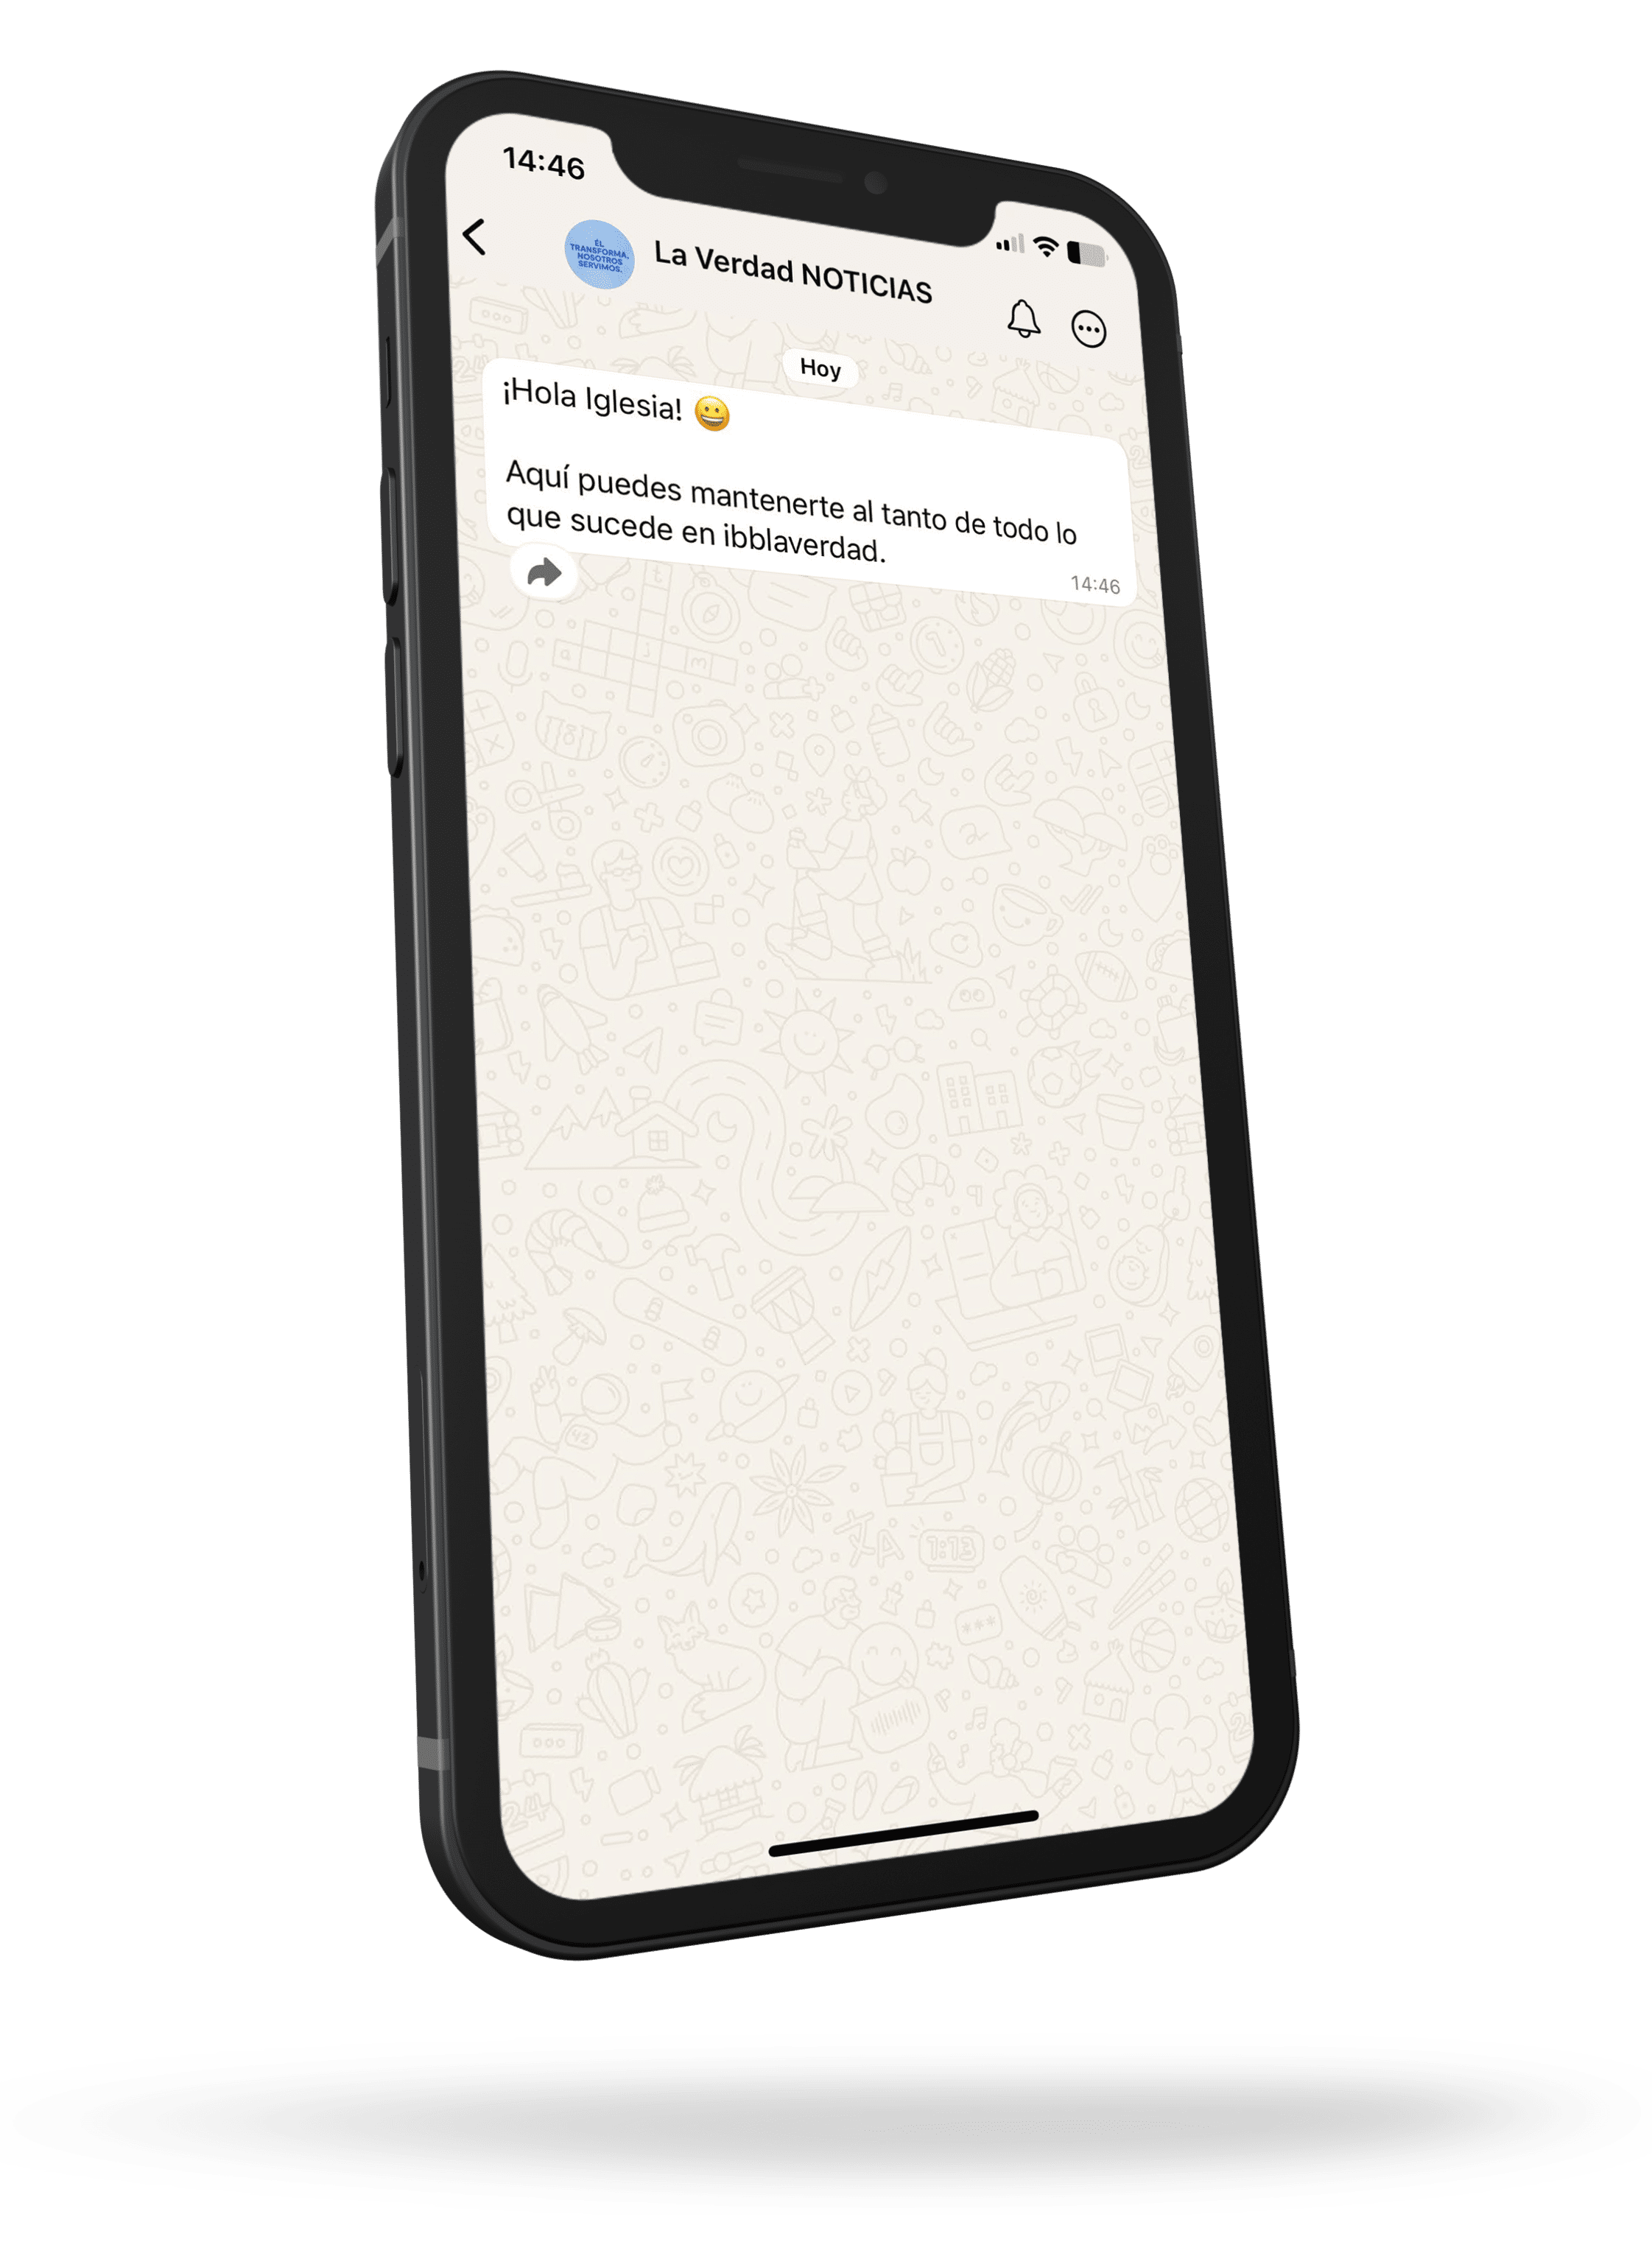 14:46
ÉL
TRANSFORMA,
NOSOTROS
SERVIMOS.
La Verdad NOTICIAS
Hoy
¡Hola Iglesia! 😀
Aquí puedes mantenerte al tanto de todo lo
que sucede en ibblaverdad.
14:46